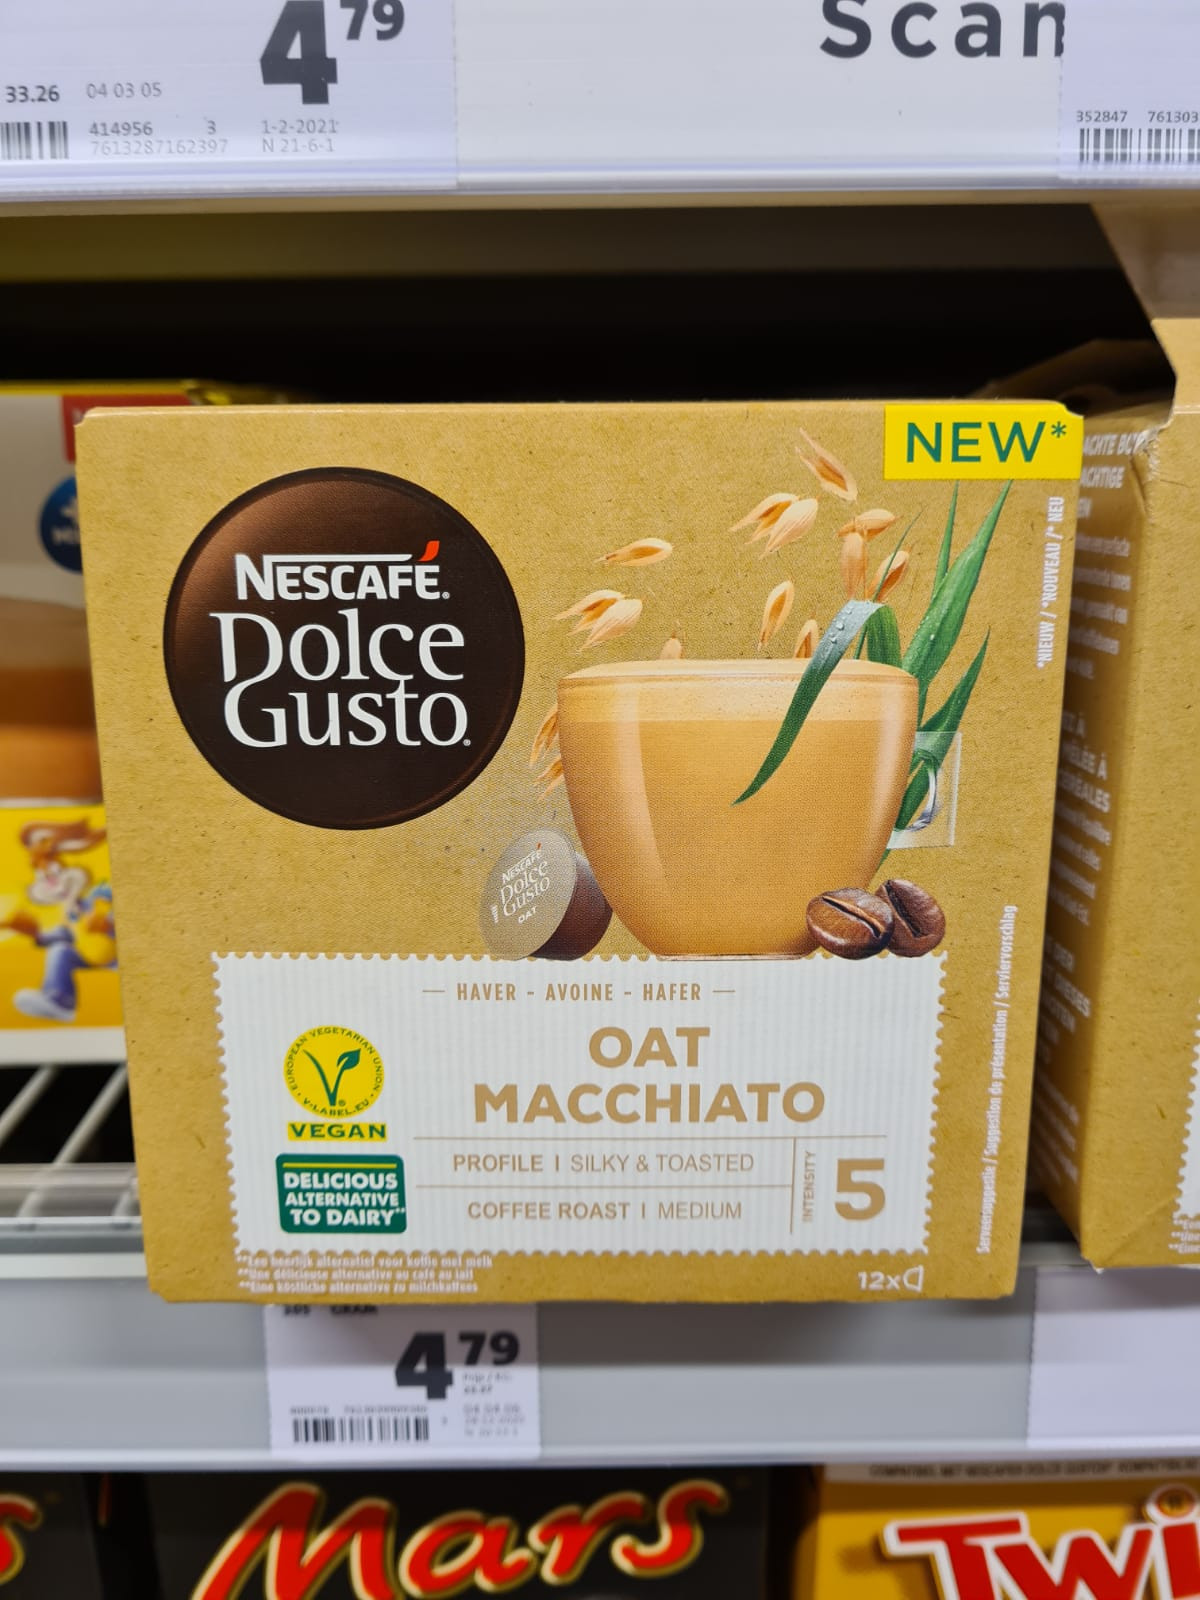 4 79
Scan
33.26 04 03 05
414956 3 1-2-2021
7613287162397 N 21-6-1
352847 761303
NEW*
*NIEUW / *NOUVEAU / * NEU
NESCAFÉ®
Dolce
Gusto®
NESCAFÉ
Dolce
Gusto
OAT
— HAVER - AVOINE - HAFER —
OAT
MACCHIATO
EUROPEAN VEGETARIAN UNION
V-LABEL.EU
VEGAN
DELICIOUS
ALTERNATIVE
TO DAIRY**
PROFILE | SILKY & TOASTED
COFFEE ROAST | MEDIUM
INTENSITY
5
Serveersuggestie / Suggestion de présentation / Serviervorschlag
**Een heerlijk alternatief voor koffie met melk
**Une délicieuse alternative au café au lait
**Eine köstliche alternative zu milchkaffees
12x
ACHTIGE
4 79
Mars
Twi